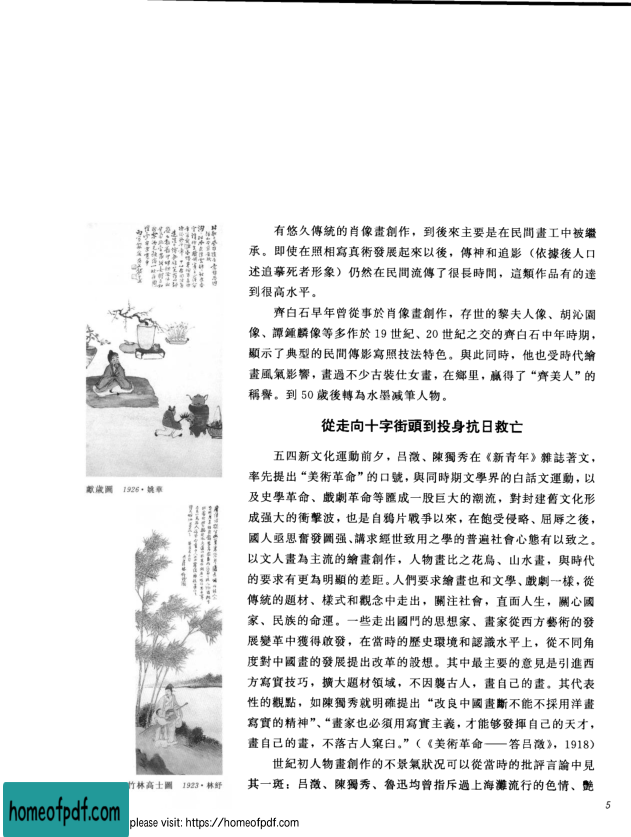 有悠久傳統的肖像畫創作，到後來主要是在民間畫工中被繼
承。即使在照相寫真術發展起來以後，傳神和追影（依據後人口
述追摹死者形象）仍然在民間流傳了很長時間，這類作品有的達
到很高水平。
齊白石早年曾從事於肖像畫創作，存世的黎夫人像、胡沁園
像、譚鍾麟像等多作於 19 世紀、20 世紀之交的齊白石中年時期，
顯示了典型的民間傳影寫照技法特色。與此同時，他也受時代繪
畫風氣影響，畫過不少古裝仕女畫，在鄉里，贏得了“齊美人”的
稱譽。到 50 歲後轉為水墨减筆人物。
從走向十字街頭到投身抗日救亡
五四新文化運動前夕，吕澂、陳獨秀在《新青年》雜誌著文，
率先提出“美術革命”的口號，與同時期文學界的白話文運動，以
及史學革命、戲劇革命等匯成一股巨大的潮流，對封建舊文化形
成强大的衝擊波，也是自鴉片戰爭以來，在飽受侵略、屈辱之後，
國人亟思奮發圖强、講求經世致用之學的普遍社會心態有以致之。
以文人畫為主流的繪畫創作，人物畫比之花鳥、山水畫，與時代
的要求有更為明顯的差距。人們要求繪畫也和文學、戲劇一樣，從
傳統的題材、樣式和觀念中走出，關注社會，直面人生，關心國
家、民族的命運。一些走出國門的思想家、畫家從西方藝術的發
展變革中獲得啟發，在當時的歷史環境和認識水平上，從不同角
度對中國畫的發展提出改革的設想。其中最主要的意見是引進西
方寫實技巧，擴大題材領域，不因襲古人，畫自己的畫。其代表
性的觀點，如陳獨秀就明確提出“改良中國畫斷不能不採用洋畫
寫實的精神”、“畫家也必須用寫實主義，才能够發揮自己的天才，
畫自己的畫，不落古人窠臼。”（《美術革命——答吕澂》，1918）
世紀初人物畫創作的不景氣狀况可以從當時的批評言論中見
其一斑：吕澂、陳獨秀、魯迅均曾指斥過上海灘流行的色情、艷
獻歲圖 1926·姚華
竹林高士圖 1923·林紓
5
homeofpdf.com
please visit: https://homeofpdf.com